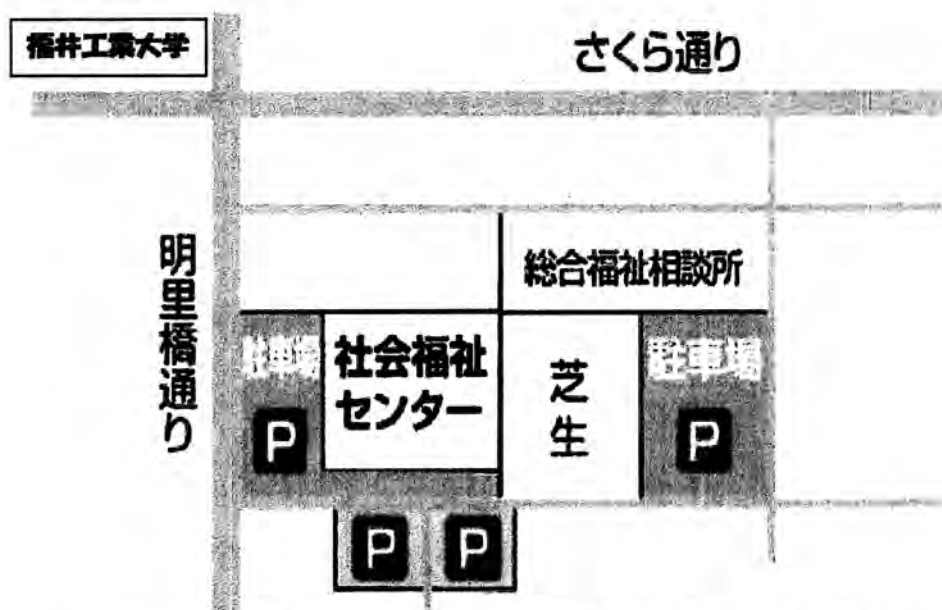 福井工業大学
さくら通り
明里橋通り
総合福祉相談所
駐車場
社会福祉
センター
芝生
駐車場
P
P
P
P